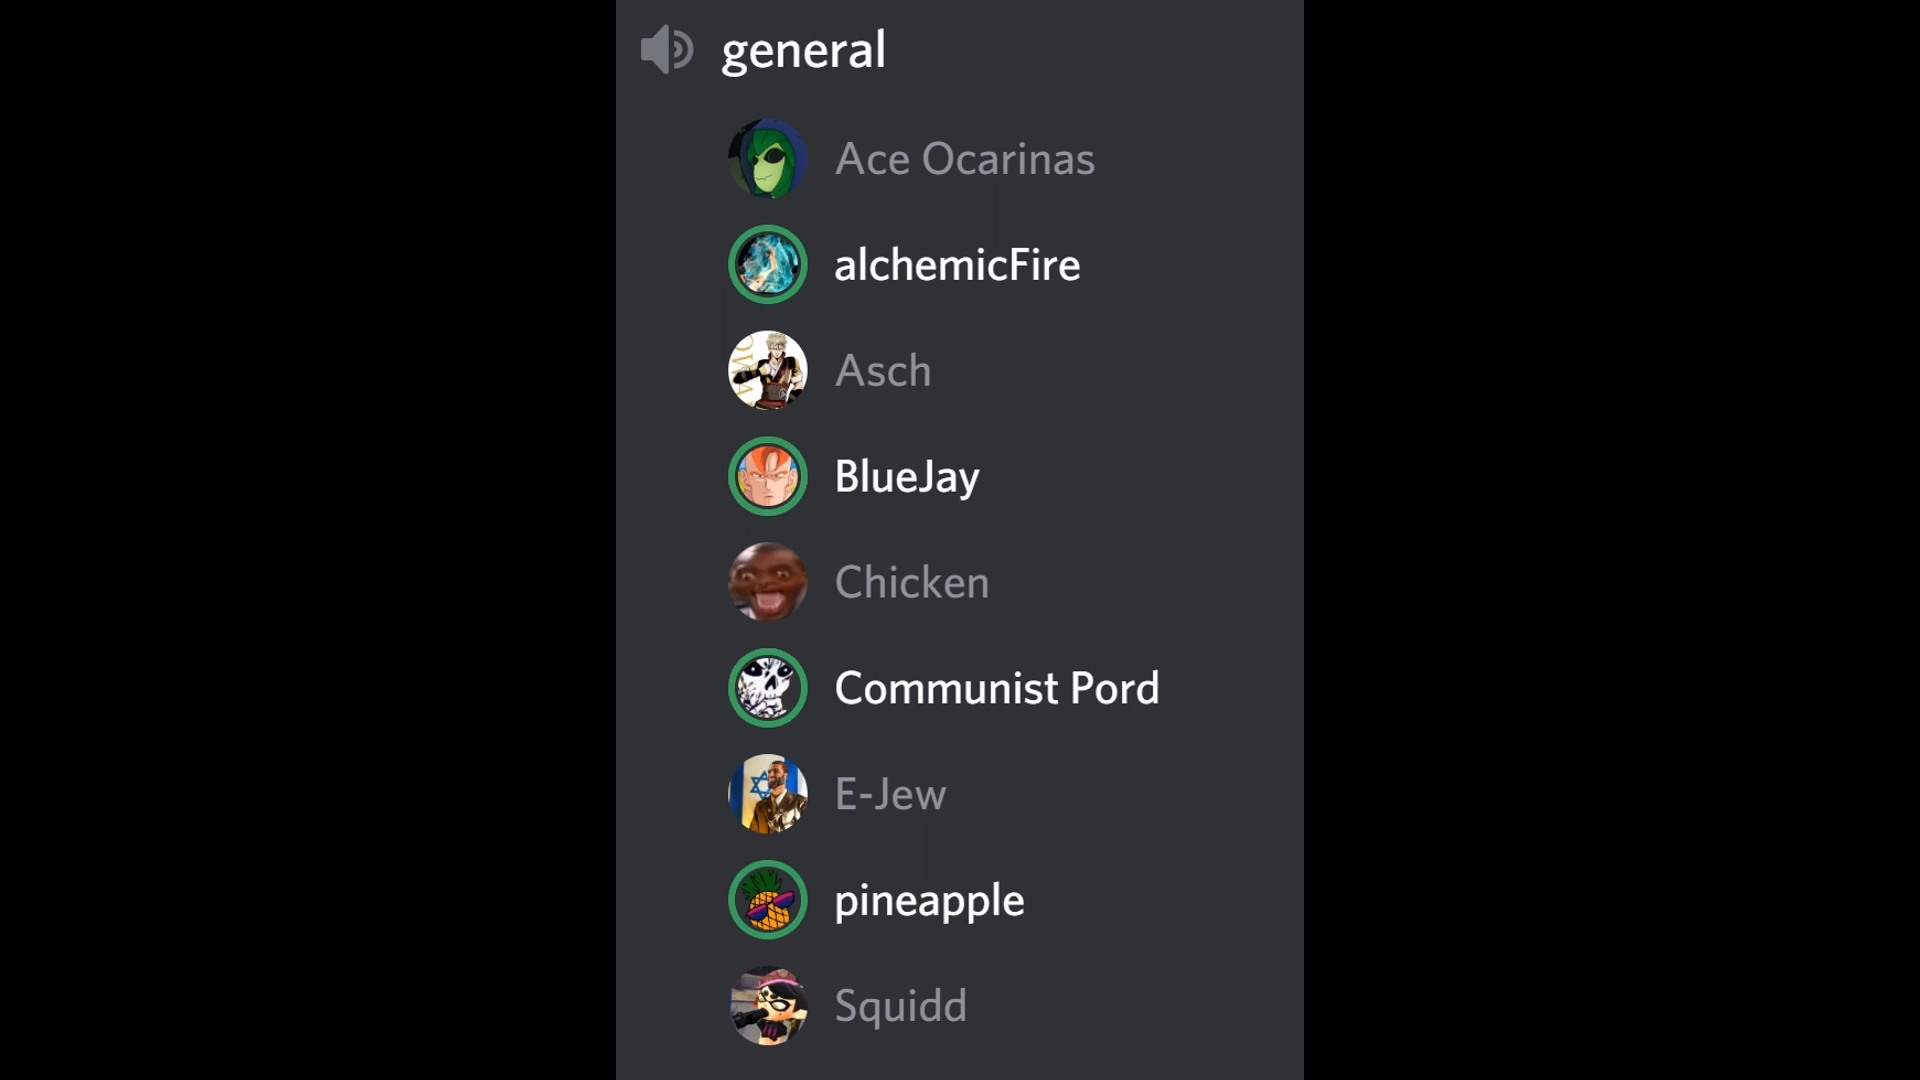 general
Ace Ocarinas
alchemicFire
Asch
BlueJay
Chicken
Communist Pord
E-Jew
pineapple
Squidd